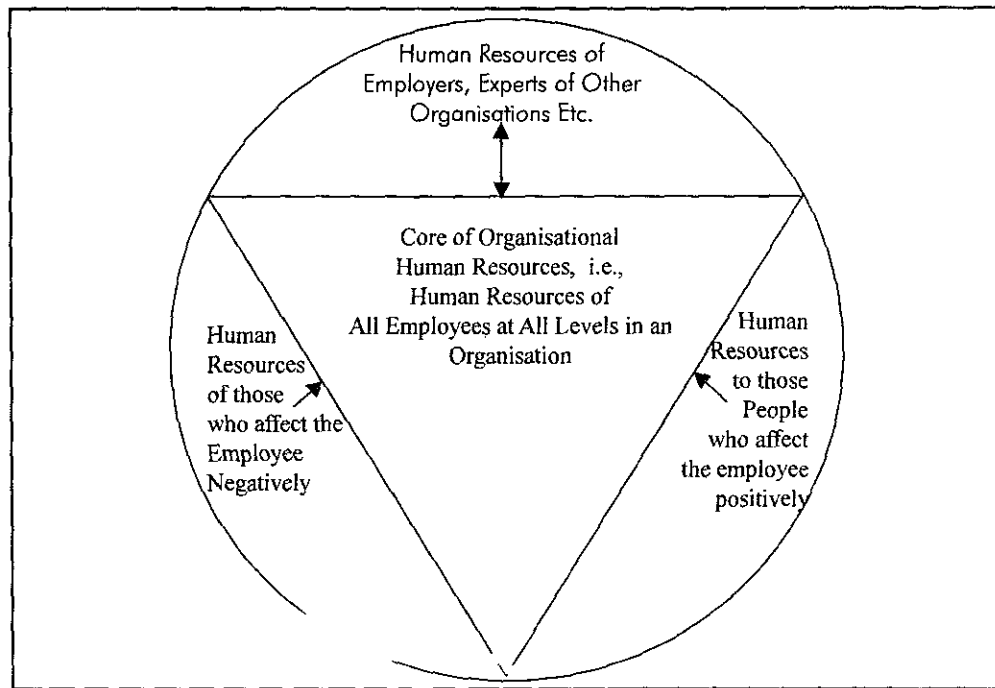 Human Resources of
Employers, Experts of Other
Organisations Etc.
Core of Organisational
Human Resources, i.e.,
Human Resources of
All Employees at All Levels in an
Organisation
Human
Resources
of those
who affect the
Employee
Negatively
Human
Resources
to those
People
who affect
the employee
positively